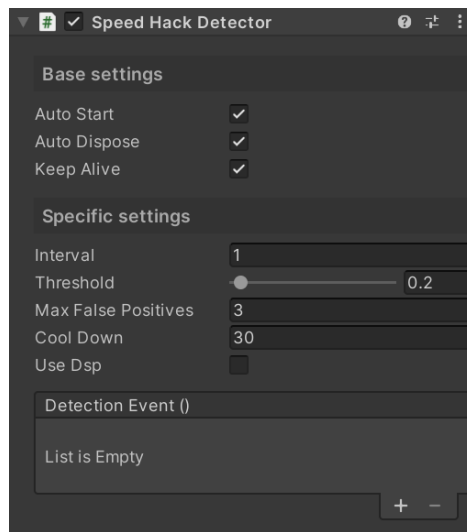 # Speed Hack Detector
Base settings
Auto Start
Auto Dispose
Keep Alive
Specific settings
Interval 1
Threshold 0.2
Max False Positives 3
Cool Down 30
Use Dsp
Detection Event ()
List is Empty
+ −